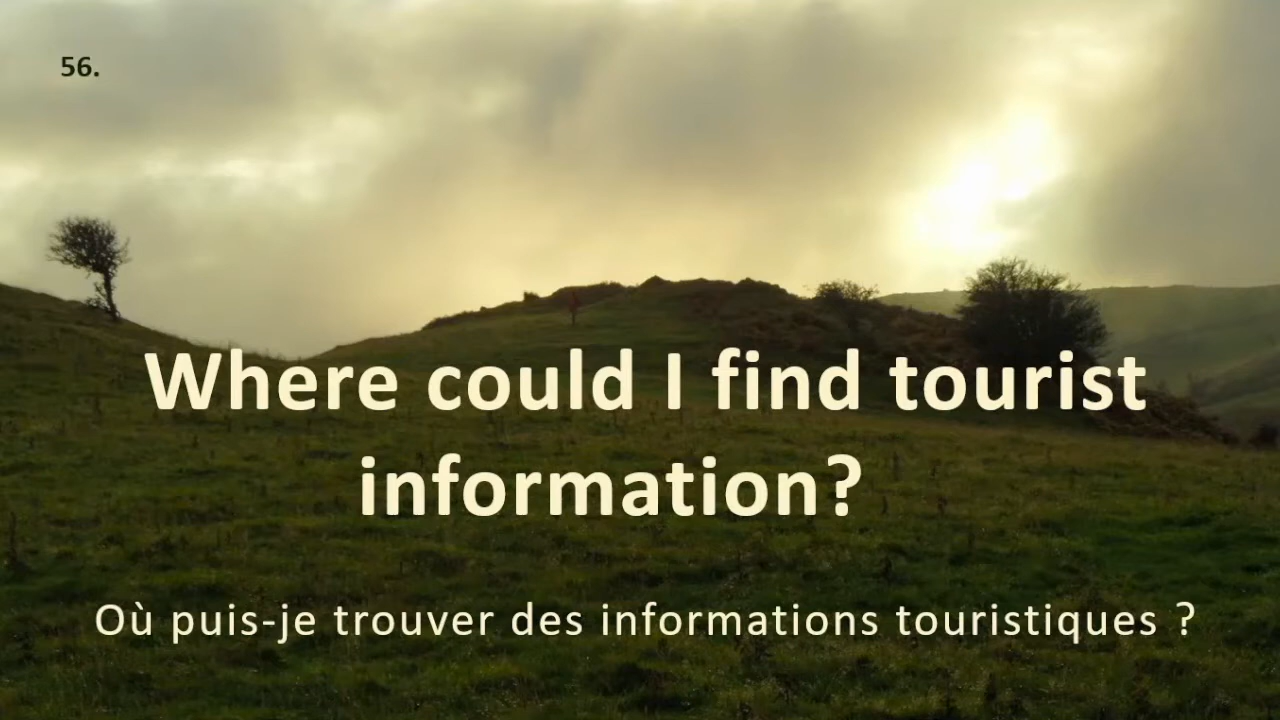 56.
Where could I find tourist
information?
Où puis-je trouver des informations touristiques ?